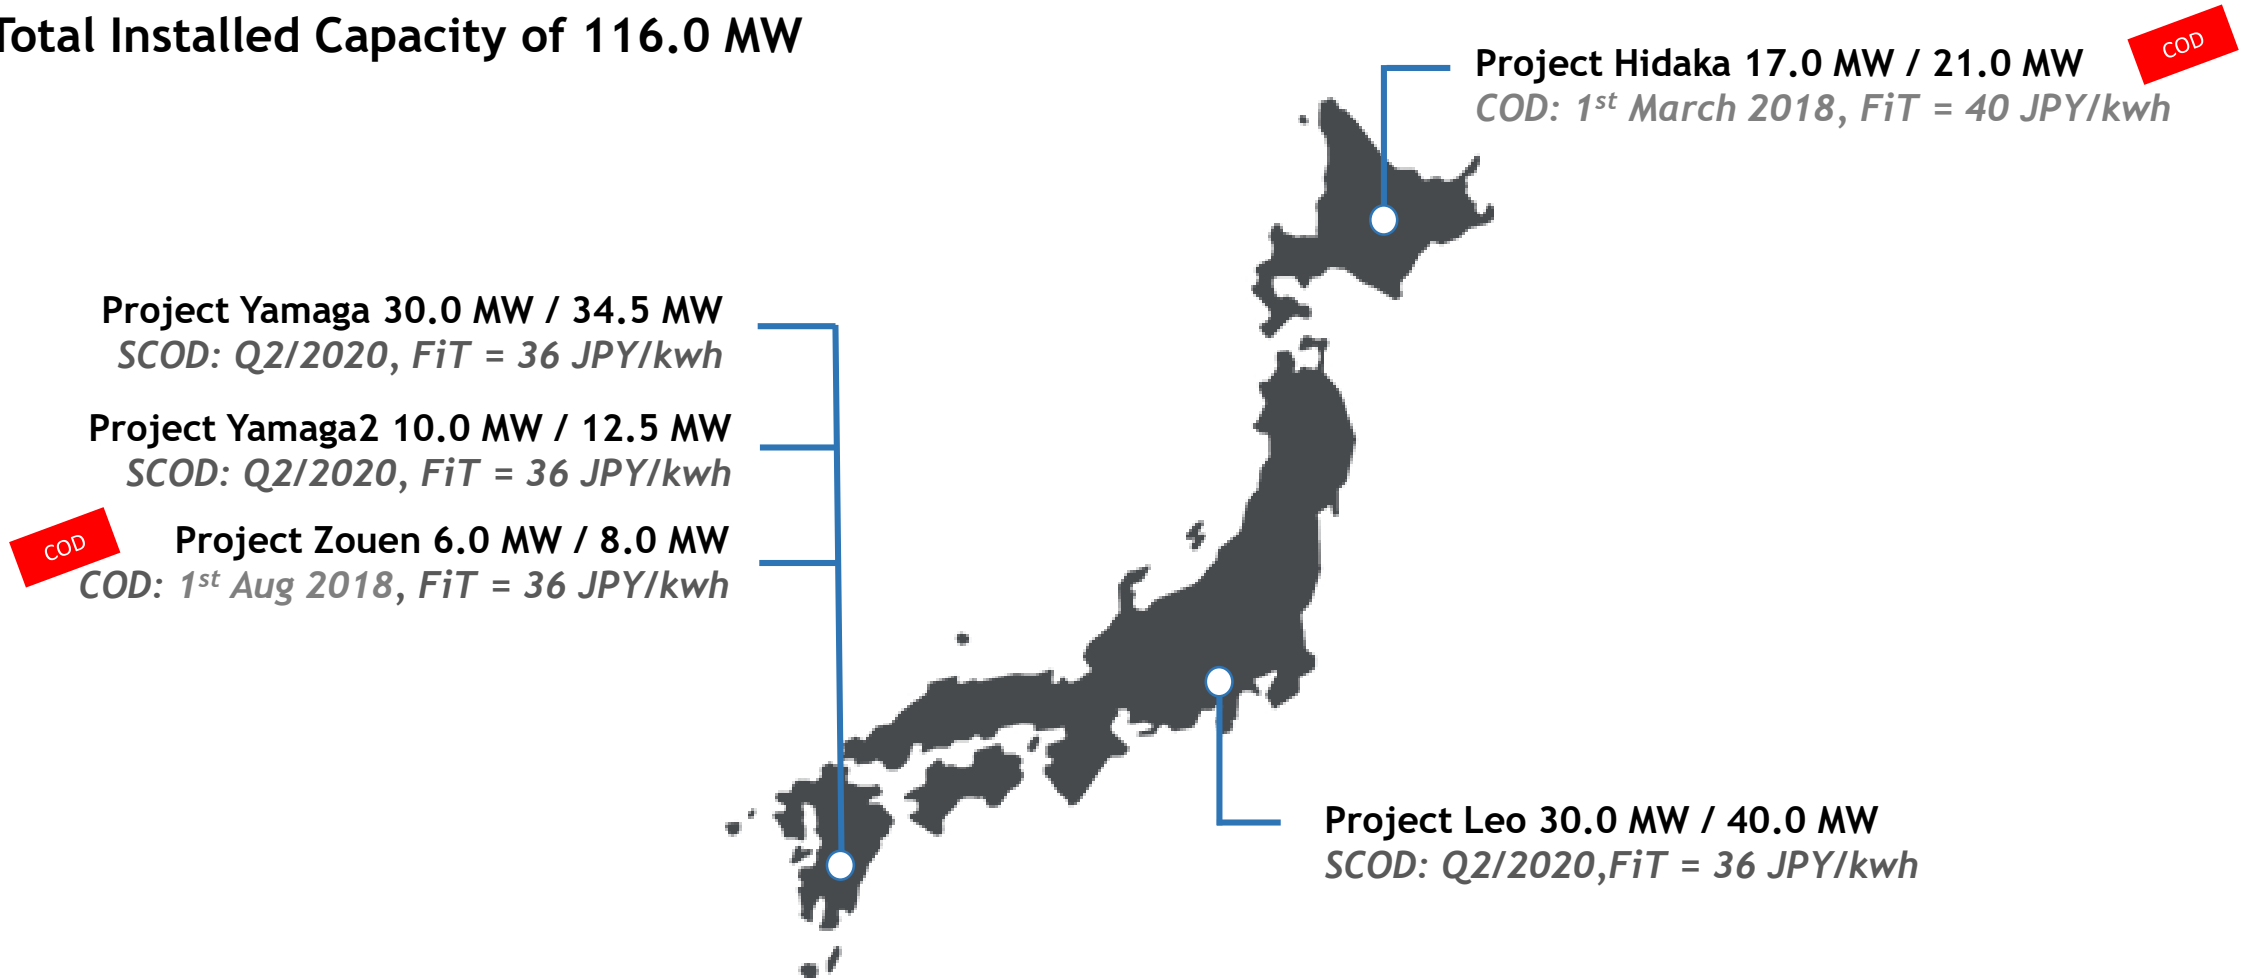 Total Installed Capacity of 116.0 MW
Project Hidaka 17.0 MW / 21.0 MW
COD
COD: 1st March 2018, FiT = 40 JPY/kwh
Project Yamaga 30.0 MW / 34.5 MW
SCOD: Q2/2020, FiT = 36 JPY/kwh
Project Yamaga2 10.0 MW / 12.5 MW
SCOD: Q2/2020, FiT = 36 JPY/kwh
COD
Project Zouen 6.0 MW / 8.0 MW
COD: 1st Aug 2018, FiT = 36 JPY/kwh
Project Leo 30.0 MW / 40.0 MW
SCOD: Q2/2020,FiT = 36 JPY/kwh